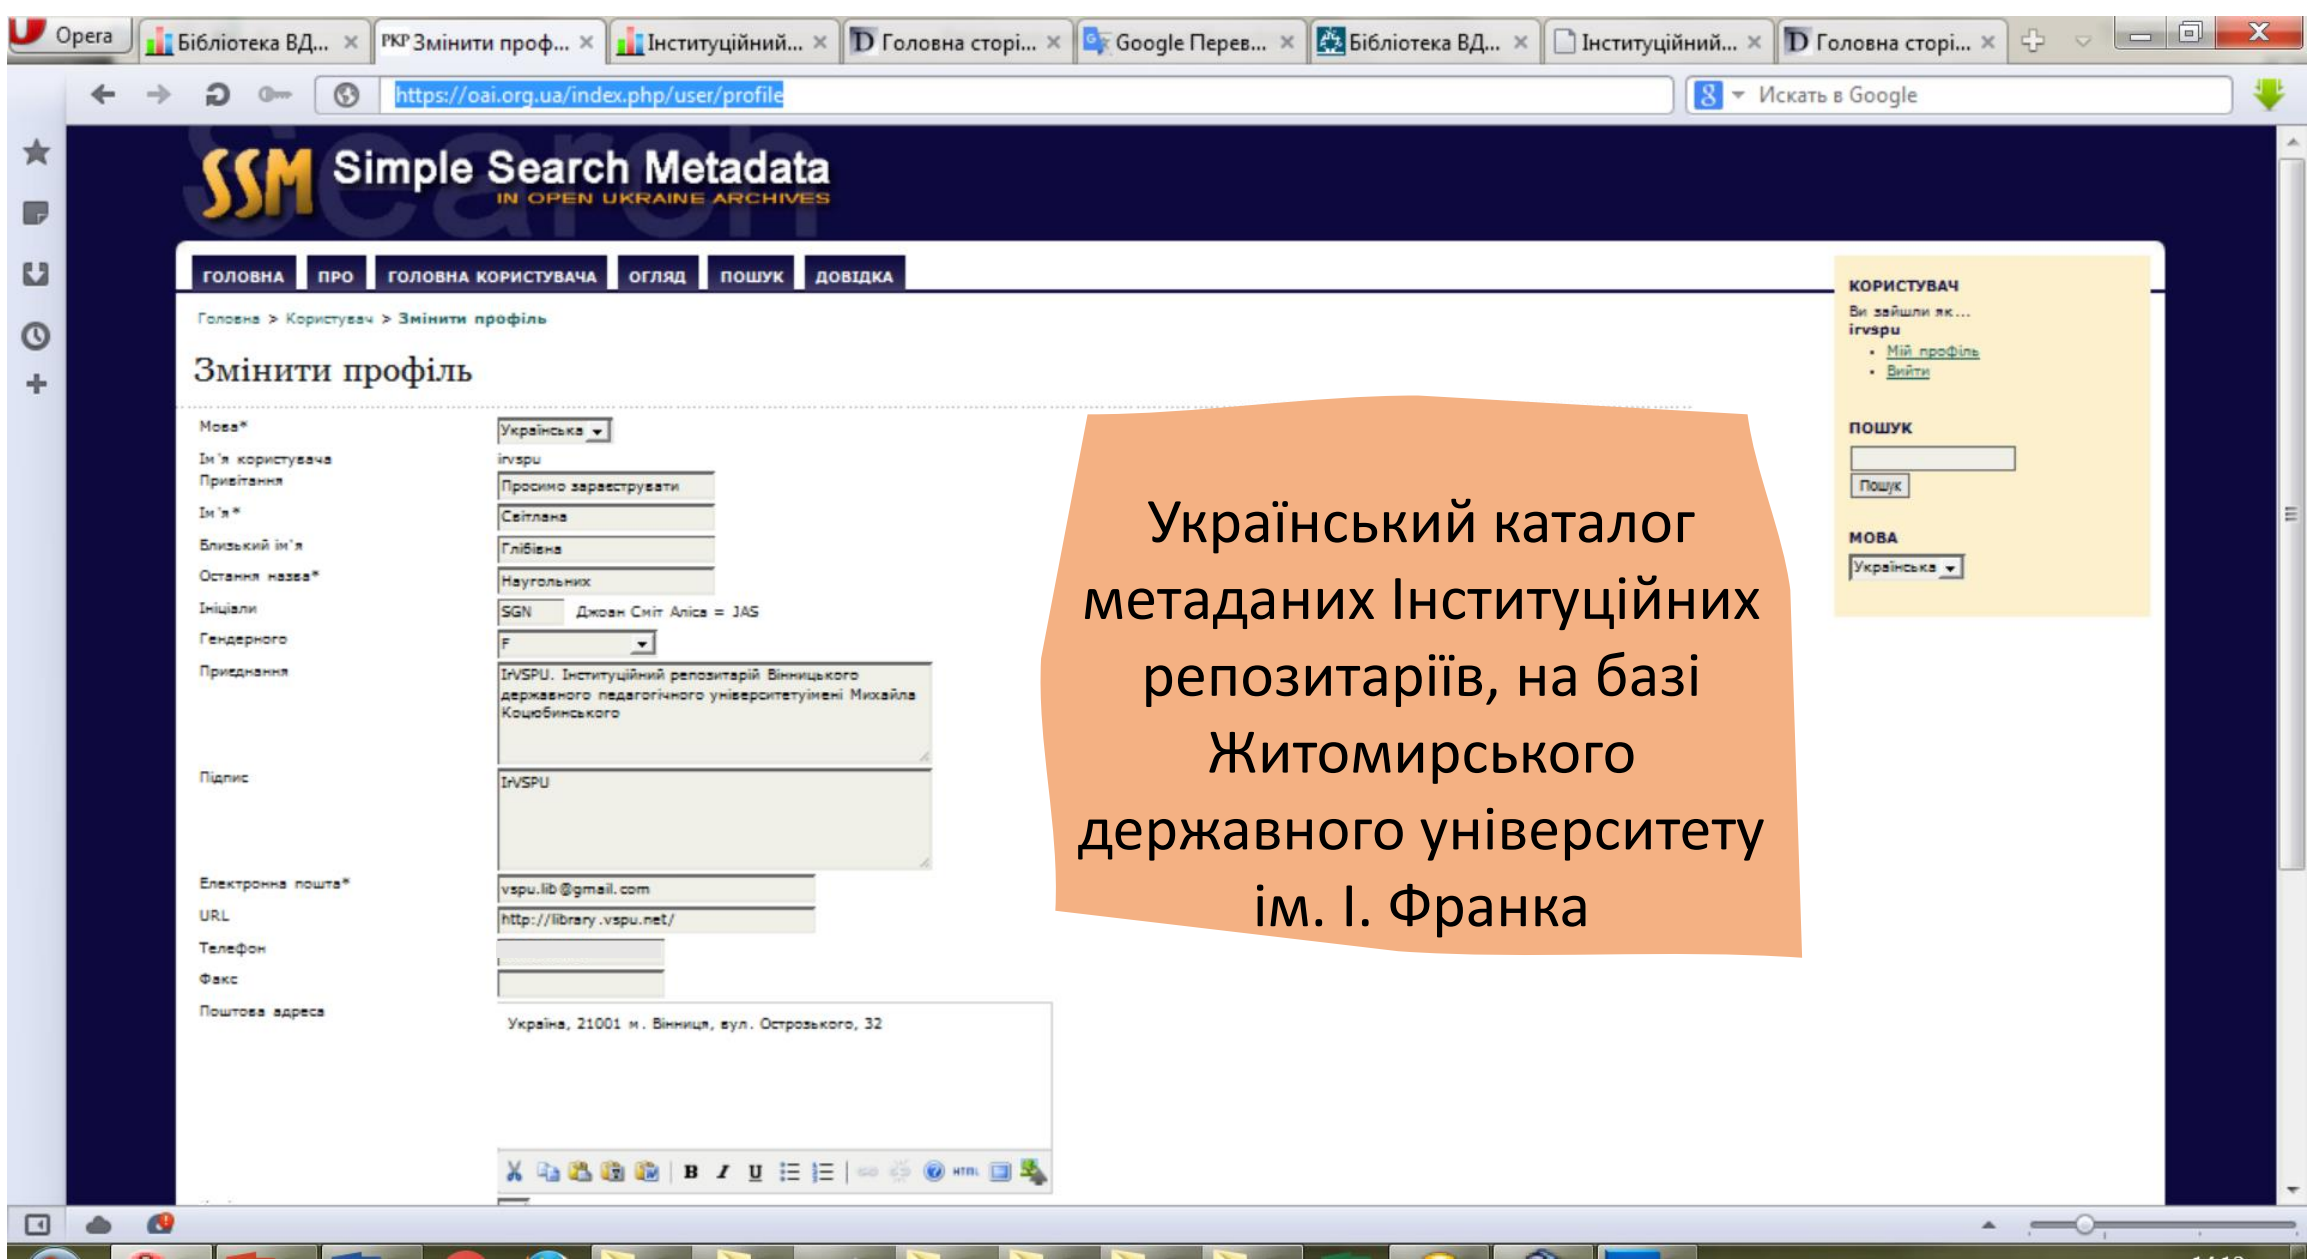 Opera Бібліотека ВД... PKP Змінити проф... Інституційний... D Головна сторі... Google Перев... Бібліотека ВД... Інституційний... D Головна сторі...
https://oai.org.ua/index.php/user/profile
Искать в Google
Search
SSM Simple Search Metadata
IN OPEN UKRAINE ARCHIVES
ГОЛОВНА ПРО ГОЛОВНА КОРИСТУВАЧА ОГЛЯД ПОШУК ДОВІДКА
Головна > Користувач > Змінити профіль
Змінити профіль
Мова* Українська
Ім'я користувача irvspu
Привітання Просимо зараєструвати
Ім'я* Світлана
Близький ім'я Глібівна
Остання назва* Наугольних
Ініціали SGN Джоан Сміт Аліса = JAS
Гендерного F
Приєднання IrVSPU. Інституційний репозитарій Вінницького
державного педагогічного університетуімені Михайла
Коцюбинського
Підпис IrVSPU
Електронна пошта* vspu.lib@gmail.com
URL http://library.vspu.net/
Телефон
Факс
Поштова адреса
Україна, 21001 м. Вінниця, вул. Острозького, 32
B I U HTML
Український каталог
метаданих Інституційних
репозитаріїв, на базі
Житомирського
державного університету
ім. І. Франка
КОРИСТУВАЧ
Ви зайшли як...
irvspu
Мій профіль
Вийти
ПОШУК
Пошук
МОВА
Українська